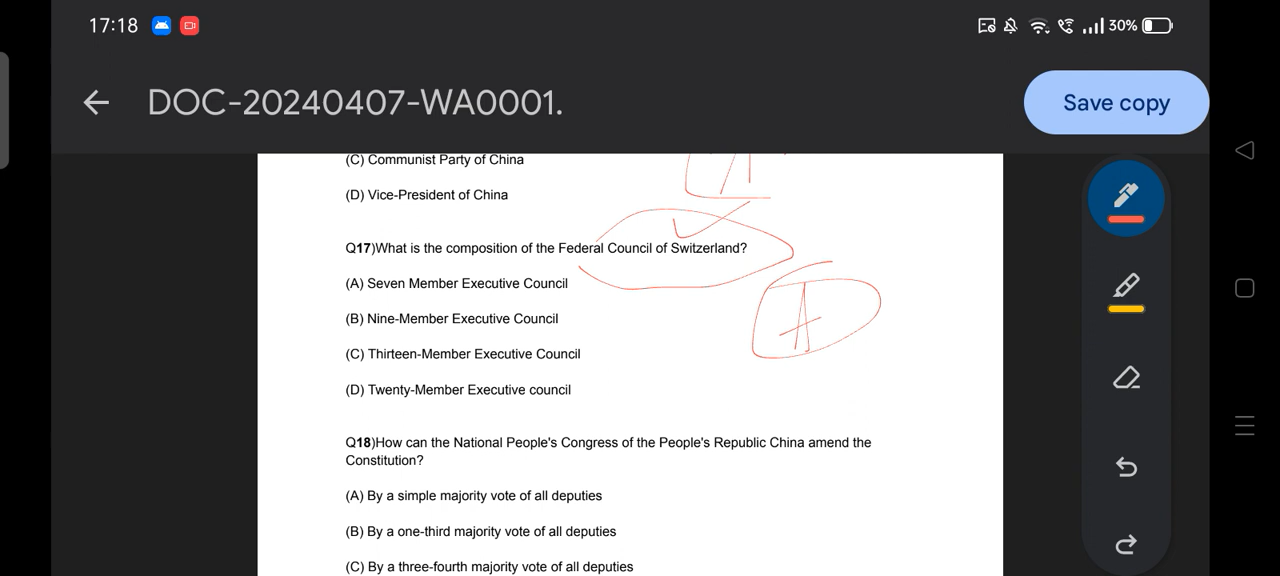 17:18
30%
DOC-20240407-WA0001.
Save copy
(C) Communist Party of China
(D) Vice-President of China
Q17)What is the composition of the Federal Council of Switzerland?
(A) Seven Member Executive Council
A
(B) Nine-Member Executive Council
(C) Thirteen-Member Executive Council
(D) Twenty-Member Executive council
Q18)How can the National People's Congress of the People's Republic China amend the
Constitution?
(A) By a simple majority vote of all deputies
(B) By a one-third majority vote of all deputies
(C) By a three-fourth majority vote of all deputies